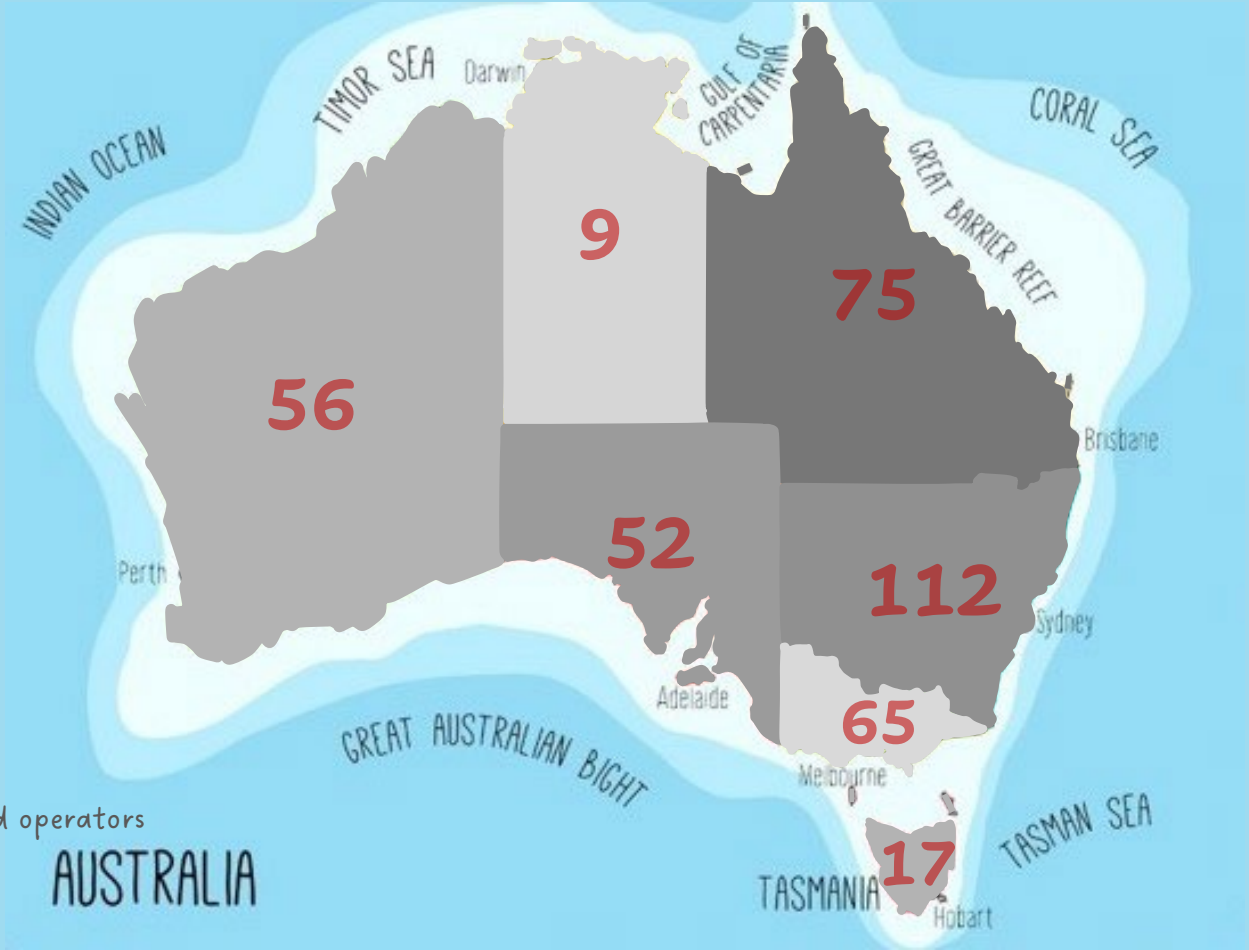 TIMOR SEA
Darwin
GULF OF
CARPENTARIA
CORAL SEA
INDIAN OCEAN
GREAT BARRIER REEF
9
75
56
Brisbane
52
112
Perth
Sydney
Adelaide
65
GREAT AUSTRALIAN BIGHT
Melbourne
operators
TASMAN SEA
AUSTRALIA
17
TASMANIA
Hobart